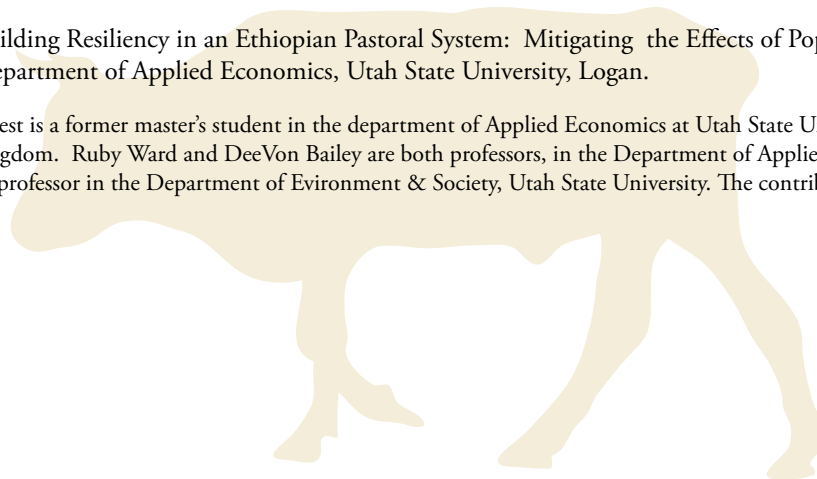 ilding Resiliency in an Ethiopian Pastoral System: Mitigating the Effects of Pop
epartment of Applied Economics, Utah State University, Logan.
est is a former master's student in the department of Applied Economics at Utah State U
gdom. Ruby Ward and DeeVon Bailey are both professors, in the Department of Applie
professor in the Department of Evironment & Society, Utah State University. The contrib